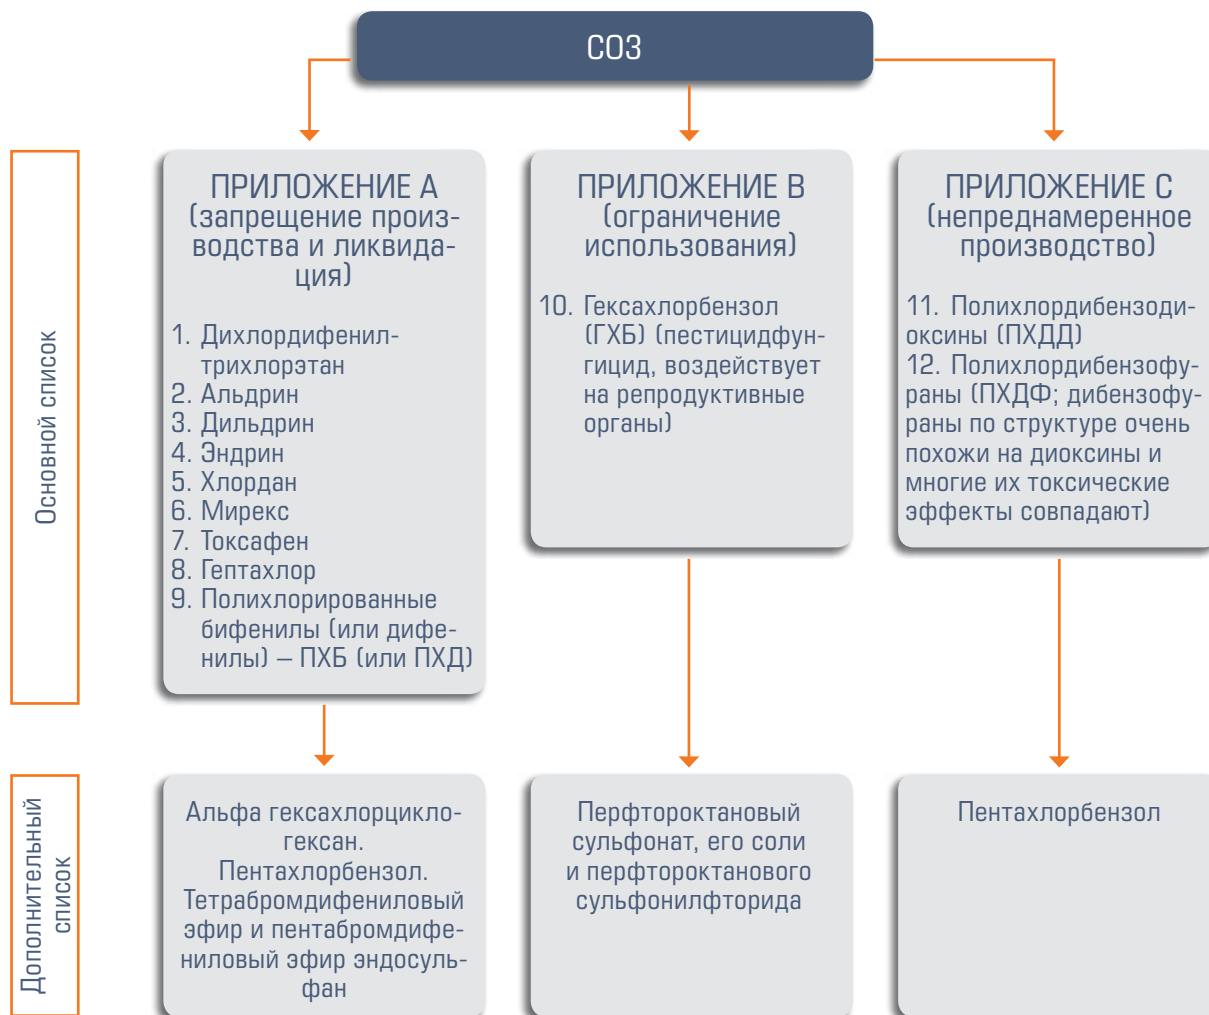 СОЗ
Основной список
ПРИЛОЖЕНИЕ А
(запрещение произ-
водства и ликвида-
ция)
1. Дихлордифенил-
трихлорэтан
2. Альдрин
3. Дильдрин
4. Эндрин
5. Хлордан
6. Мирекс
7. Токсафен
8. Гептахлор
9. Полихлорированные
бифенилы (или дифе-
нилы) – ПХБ (или ПХД)
ПРИЛОЖЕНИЕ В
(ограничение
использования)
10. Гексахлорбензол
(ГХБ) (пестицидфун-
гицид, воздействует
на репродуктивные
органы)
ПРИЛОЖЕНИЕ С
(непреднамеренное
производство)
11. Полихлордибензоди-
оксины (ПХДД)
12. Полихлордибензофу-
раны (ПХДФ; дибензофу-
раны по структуре очень
похожи на диоксины и
многие их токсические
эффекты совпадают)
Дополнительный
список
Альфа гексахлорцикло-
гексан.
Пентахлорбензол.
Тетрабромдифениловый
эфир и пентабромдифе-
ниловый эфир эндосуль-
фан
Перфтороктановый
сульфонат, его соли
и перфтороктанового
сульфонилфторида
Пентахлорбензол